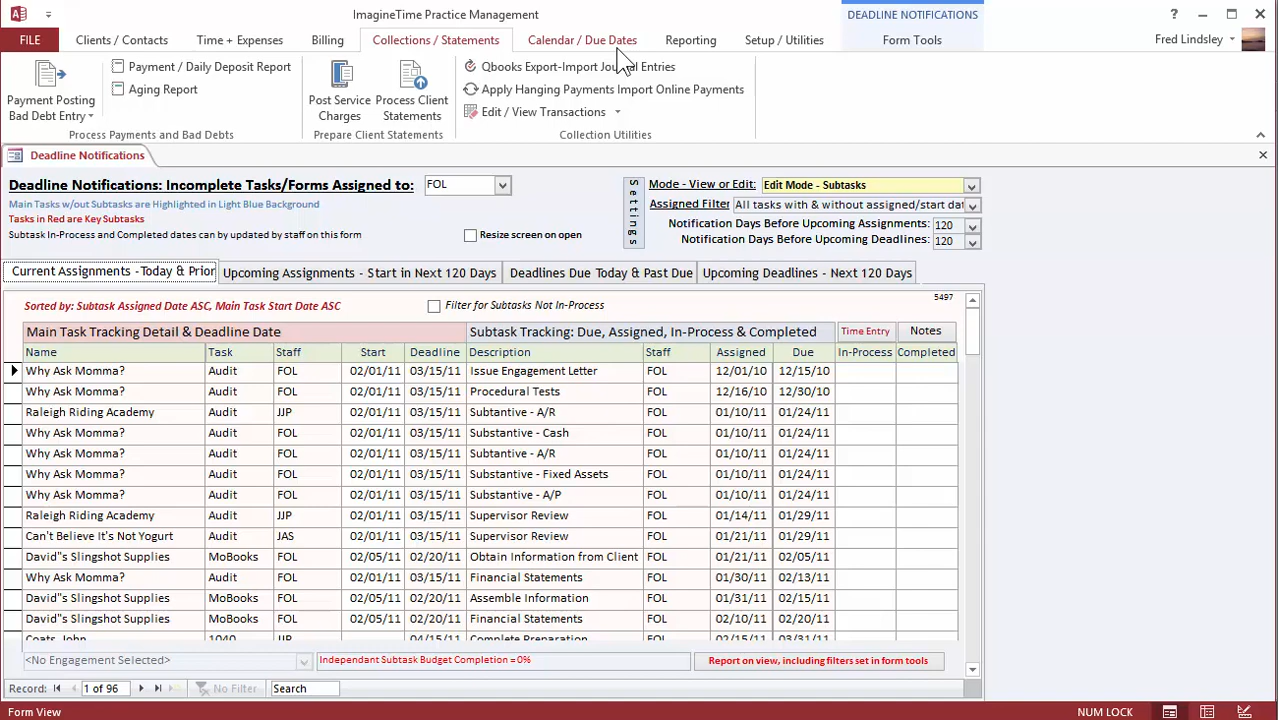 ImagineTime Practice Management
DEADLINE NOTIFICATIONS
?
FILE Clients / Contacts Time + Expenses Billing Collections / Statements Calendar / Due Dates Reporting Setup / Utilities Form Tools Fred Lindsley
Payment Posting
Bad Debt Entry
Payment / Daily Deposit Report
Aging Report
Process Payments and Bad Debts
Post Service
Charges
Process Client
Statements
Prepare Client Statements
Qbooks Export-Import Journal Entries
Apply Hanging Payments Import Online Payments
Edit / View Transactions
Collection Utilities
Deadline Notifications
Deadline Notifications: Incomplete Tasks/Forms Assigned to: FOL
Main Tasks w/out Subtasks are Highlighted in Light Blue Background
Tasks in Red are Key Subtasks
Subtask In-Process and Completed dates can be updated by staff on this form
Resize screen on open
Settings
Mode - View or Edit: Edit Mode - Subtasks
Assigned Filter All tasks with & without assigned/start dat
Notification Days Before Upcoming Assignments: 120
Notification Days Before Upcoming Deadlines: 120
Current Assignments - Today & Prior Upcoming Assignments - Start in Next 120 Days Deadlines Due Today & Past Due Upcoming Deadlines - Next 120 Days
Sorted by: Subtask Assigned Date ASC, Main Task Start Date ASC Filter for Subtasks Not In-Process 5497
Main Task Tracking Detail & Deadline Date Subtask Tracking: Due, Assigned, In-Process & Completed Time Entry Notes
Name Task Staff Start Deadline Description Staff Assigned Due In-Process Completed
Why Ask Momma? Audit FOL 02/01/11 03/15/11 Issue Engagement Letter FOL 12/01/10 12/15/10
Why Ask Momma? Audit FOL 02/01/11 03/15/11 Procedural Tests FOL 12/16/10 12/30/10
Raleigh Riding Academy Audit JJP 02/01/11 03/15/11 Subtantive - A/R FOL 01/10/11 01/24/11
Why Ask Momma? Audit FOL 02/01/11 03/15/11 Substantive - Cash FOL 01/10/11 01/24/11
Why Ask Momma? Audit FOL 02/01/11 03/15/11 Substantive - A/R FOL 01/10/11 01/24/11
Why Ask Momma? Audit FOL 02/01/11 03/15/11 Substantive - Fixed Assets FOL 01/10/11 01/24/11
Why Ask Momma? Audit FOL 02/01/11 03/15/11 Substantive - A/P FOL 01/10/11 01/24/11
Raleigh Riding Academy Audit JJP 02/01/11 03/15/11 Supervisor Review FOL 01/14/11 01/29/11
Can't Believe It's Not Yogurt Audit JAS 02/01/11 03/15/11 Supervisor Review FOL 01/21/11 01/29/11
David"s Slingshot Supplies MoBooks FOL 02/05/11 02/20/11 Obtain Information from Client FOL 01/21/11 02/05/11
Why Ask Momma? Audit FOL 02/01/11 03/15/11 Financial Statements FOL 01/30/11 02/13/11
David"s Slingshot Supplies MoBooks FOL 02/05/11 02/20/11 Assemble Information FOL 01/31/11 02/15/11
David"s Slingshot Supplies MoBooks FOL 02/05/11 02/20/11 Financial Statements FOL 02/10/11 02/20/11
Coats, John 1040 JJP 04/15/11 Complete Preparation FOL 02/15/11 03/31/11
<No Engagement Selected> Independant Subtask Budget Completion = 0% Report on view, including filters set in form tools
Record: 1 of 96 No Filter Search
Form View NUM LOCK